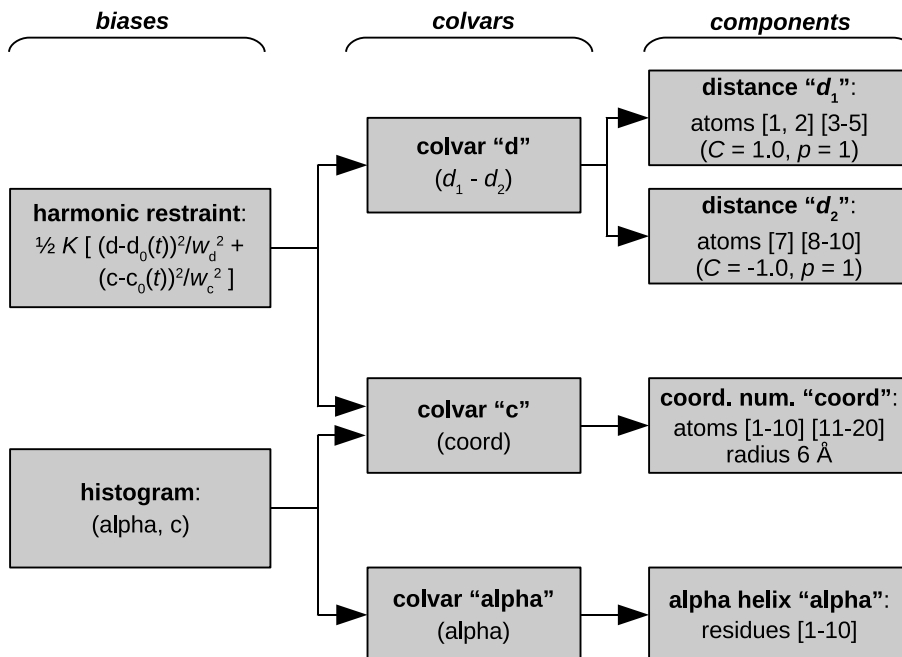 biases
colvars
components
harmonic restraint:
½ K [ (d-d₀(t))²/w_d² +
(c-c₀(t))²/w_c² ]
histogram:
(alpha, c)
colvar “d”
(d₁ - d₂)
colvar “c”
(coord)
colvar “alpha”
(alpha)
distance “d₁”:
atoms [1, 2] [3-5]
(C = 1.0, p = 1)
distance “d₂”:
atoms [7] [8-10]
(C = -1.0, p = 1)
coord. num. “coord”:
atoms [1-10] [11-20]
radius 6 Å
alpha helix “alpha”:
residues [1-10]